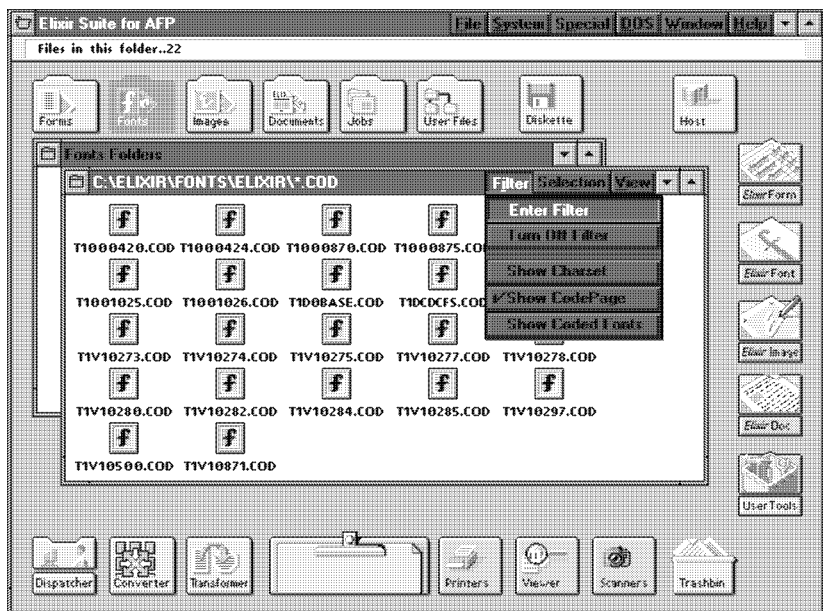 Elixir Suite for AFP File System Special DOS Window Help
Files in this folder..22
Forms Fonts Images ELIX Documents Jobs User Files Diskette Host
Fonts Folders
C:\ELIXIR\FONTS\ELIXIR\*.COD Filter Selection View
Enter Filter
Turn Off Filter
Show Charset
✓Show CodePage
Show Coded Fonts
T1000420.COD T1000424.COD T1000870.COD T1000875.CO
T1001025.COD T1001026.COD T1D0BASE.COD T1DCDCFS.COD
T1V10273.COD T1V10274.COD T1V10275.COD T1V10277.COD T1V10278.COD
T1V10280.COD T1V10282.COD T1V10284.COD T1V10285.COD T1V10297.COD
T1V10500.COD T1V10871.COD
Elixir Form
Elixir Font
Elixir Image
Elixir Doc
User Tools
Dispatcher Converter Transformer Printers Viewer Scanners Trashbin